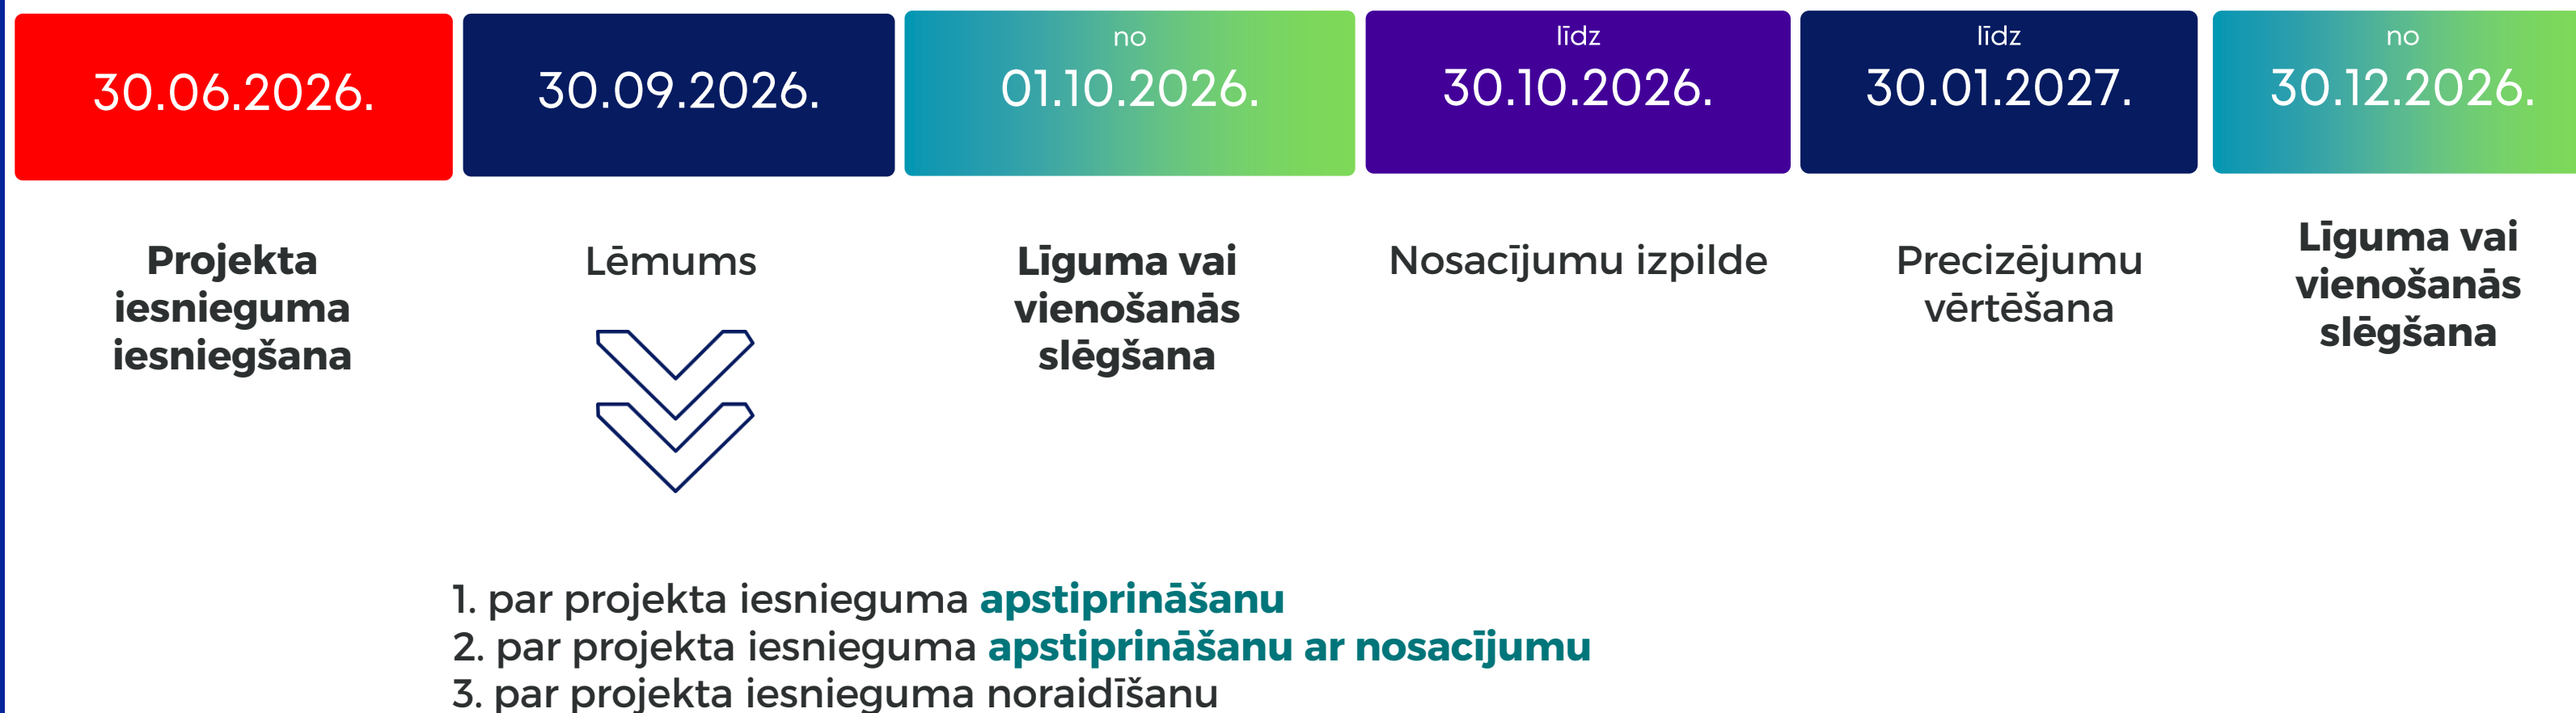 30.06.2026.
Projekta
iesnieguma
iesniegšana
30.09.2026.
Lēmums
no
01.10.2026.
Līguma vai
vienošanās
slēgšana
līdz
30.10.2026.
Nosacījumu izpilde
līdz
30.01.2027.
Precizējumu
vērtēšana
no
30.12.2026.
Līguma vai
vienošanās
slēgšana
1. par projekta iesnieguma apstiprināšanu
2. par projekta iesnieguma apstiprināšanu ar nosacījumu
3. par projekta iesnieguma noraidīšanu